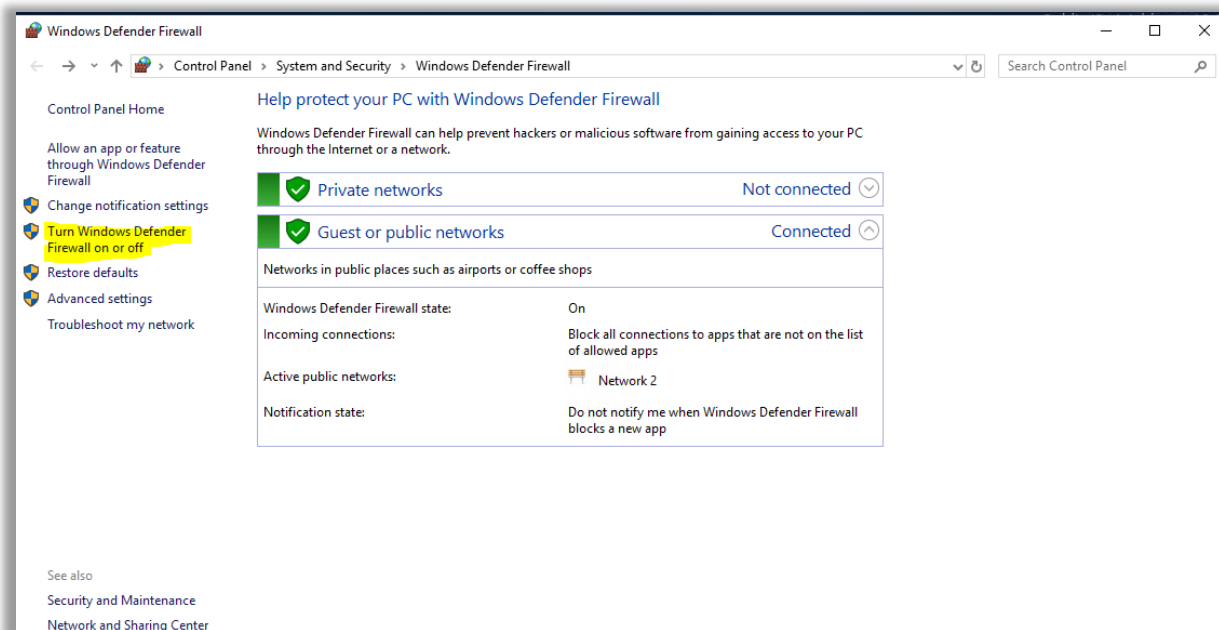 Windows Defender Firewall
Control Panel > System and Security > Windows Defender Firewall
Search Control Panel
Control Panel Home
Allow an app or feature
through Windows Defender
Firewall
Change notification settings
Turn Windows Defender
Firewall on or off
Restore defaults
Advanced settings
Troubleshoot my network
See also
Security and Maintenance
Network and Sharing Center
Help protect your PC with Windows Defender Firewall
Windows Defender Firewall can help prevent hackers or malicious software from gaining access to your PC
through the Internet or a network.
Private networks Not connected
Guest or public networks Connected
Networks in public places such as airports or coffee shops
Windows Defender Firewall state: On
Incoming connections: Block all connections to apps that are not on the list
of allowed apps
Active public networks: Network 2
Notification state: Do not notify me when Windows Defender Firewall
blocks a new app